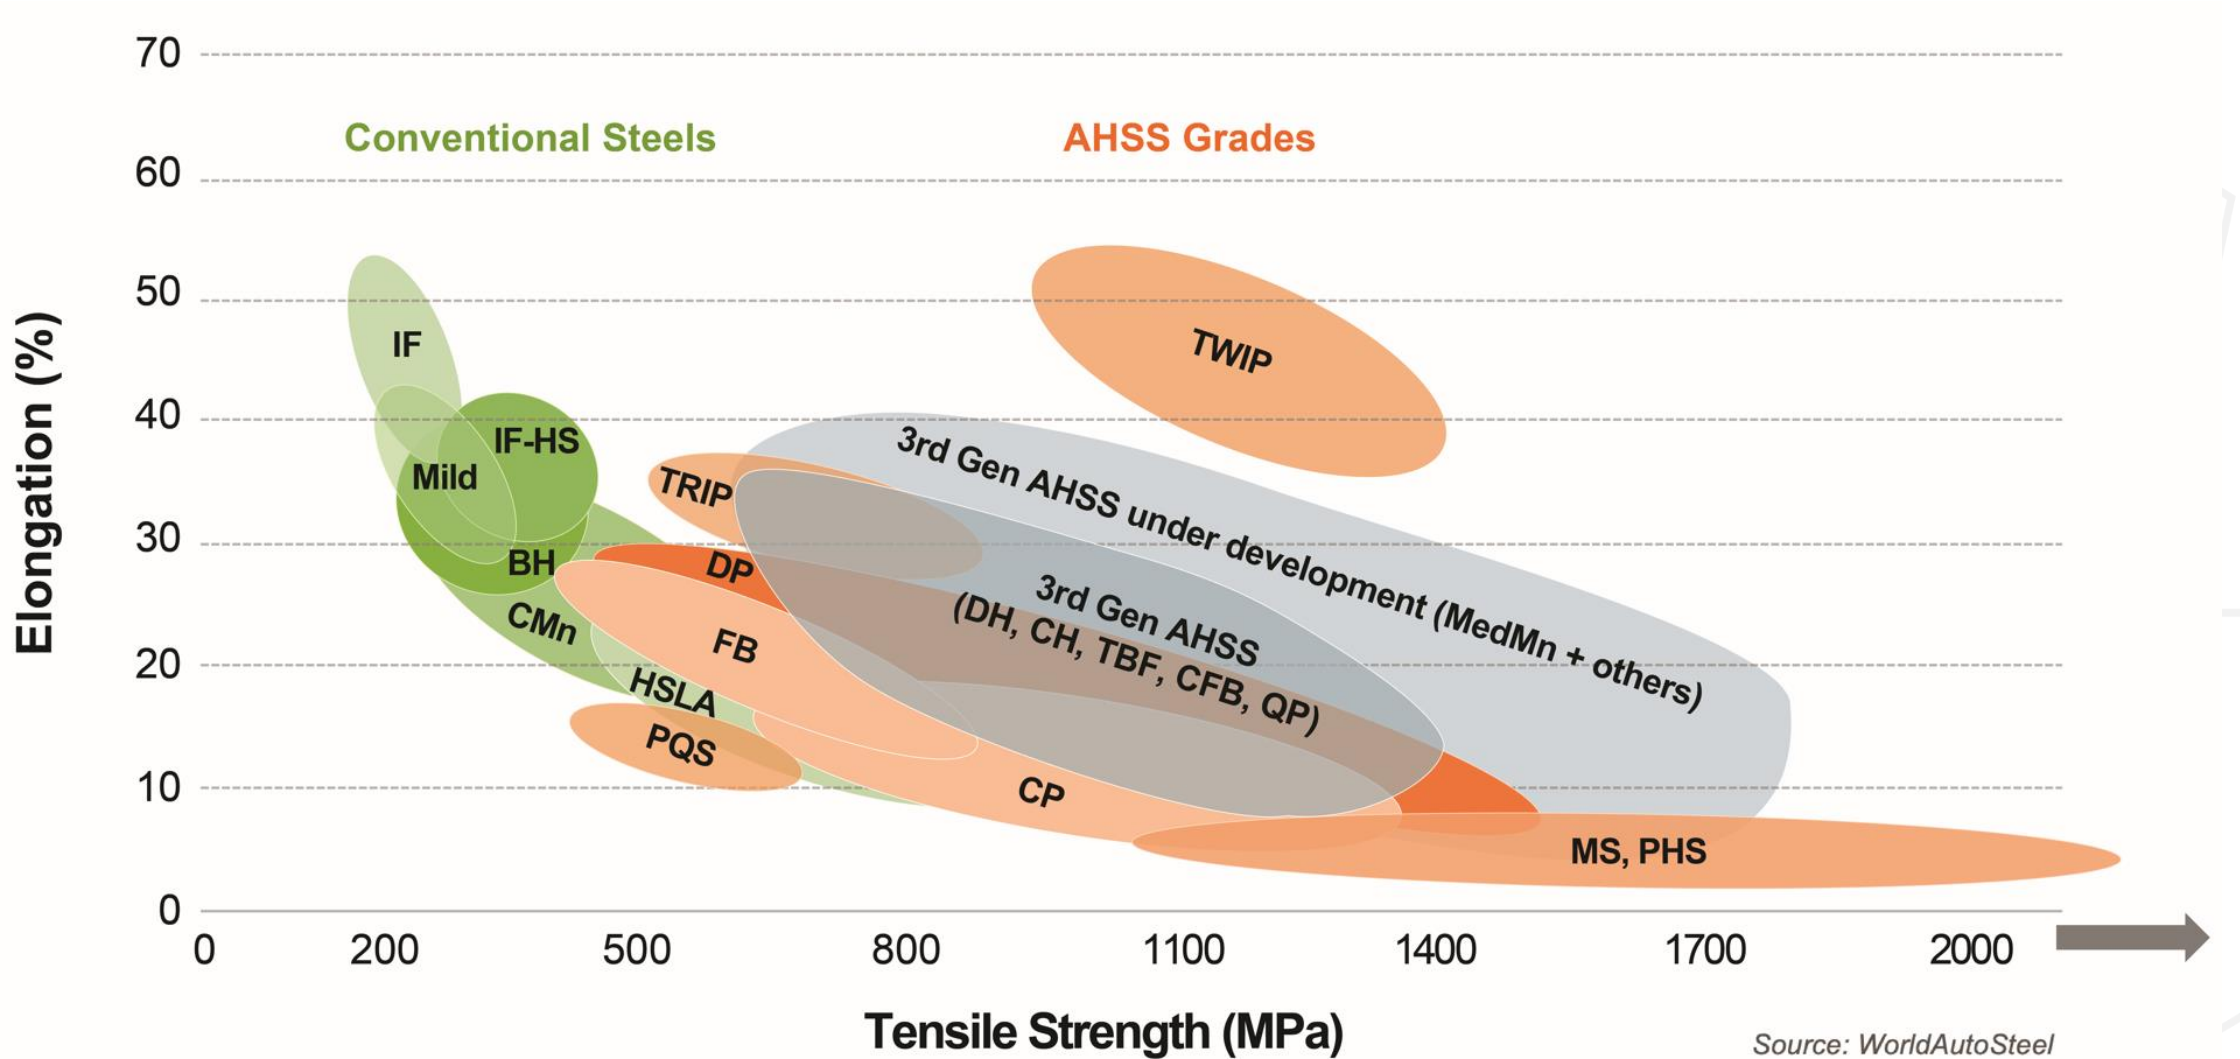 70
Conventional Steels
AHSS Grades
60
50
IF
TWIP
40
IF-HS
3rd Gen AHSS under development (MedMn + others)
Mild
TRIP
30
BH
DP
3rd Gen AHSS
(DH, CH, TBF, CFB, QP)
CMn
FB
20
HSLA
PQS
10
CP
MS, PHS
0
Elongation (%)
0 200 500 800 1100 1400 1700 2000
Tensile Strength (MPa)
Source: WorldAutoSteel